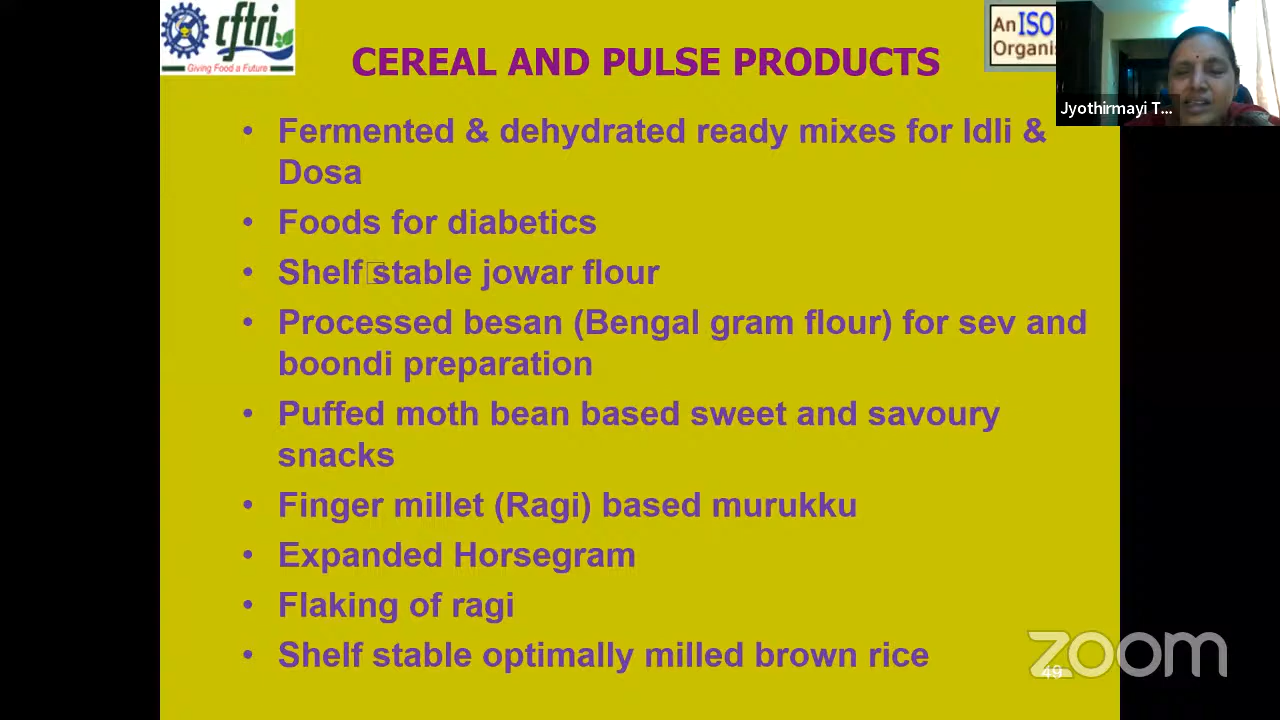 cftri
Giving Food a Future
CEREAL AND PULSE PRODUCTS
An ISO
Organis
Jyothirmayi T...
• Fermented & dehydrated ready mixes for Idli &
Dosa
• Foods for diabetics
• Shelf stable jowar flour
• Processed besan (Bengal gram flour) for sev and
boondi preparation
• Puffed moth bean based sweet and savoury
snacks
• Finger millet (Ragi) based murukku
• Expanded Horsegram
• Flaking of ragi
• Shelf stable optimally milled brown rice
zoom
49